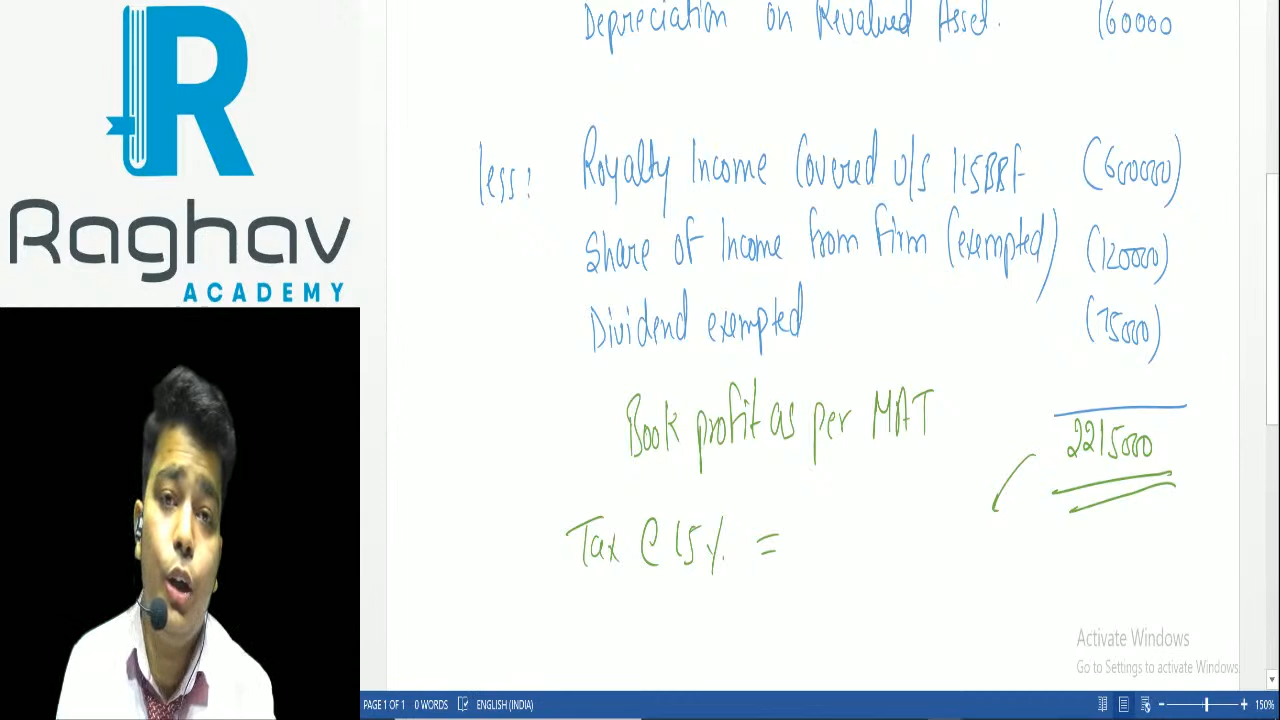 Depreciation on Revalued Asset. 160000
R
Raghav
ACADEMY
less: Royalty Income Covered u/s 115BBF (600000)
Share of Income from Firm (exempted) (120000)
Dividend exempted (75000)
Book profit as per MAT 2215000
Tax @ 15% =
Activate Windows
Go to Settings to activate Windows.
PAGE 1 OF 1 0 WORDS ENGLISH (INDIA) 150%